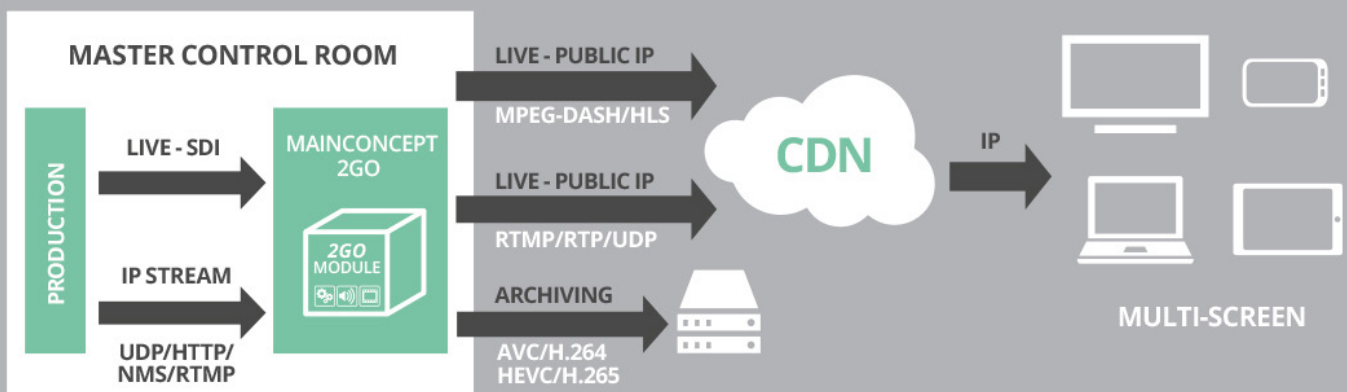 MASTER CONTROL ROOM
PRODUCTION
LIVE - SDI
IP STREAM
UDP/HTTP/
NMS/RTMP
MAINCONCEPT
2GO
2GO
MODULE
LIVE - PUBLIC IP
MPEG-DASH/HLS
LIVE - PUBLIC IP
RTMP/RTP/UDP
ARCHIVING
AVC/H.264
HEVC/H.265
CDN
IP
MULTI-SCREEN